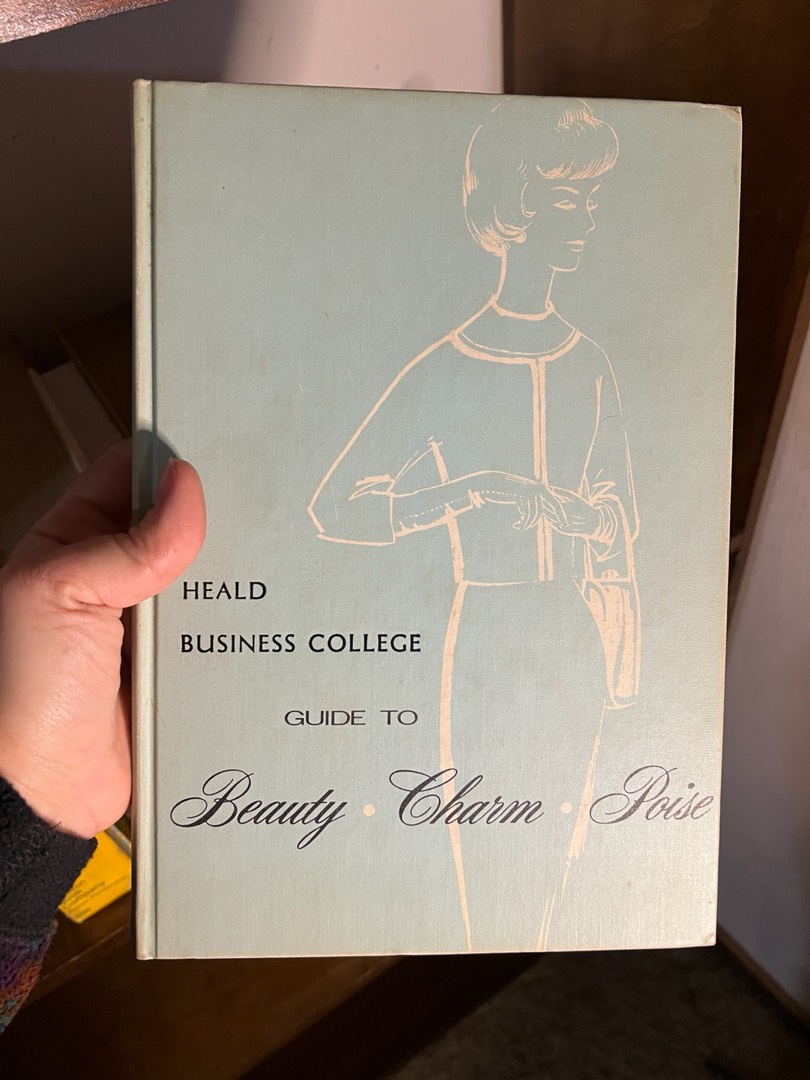 HEALD
BUSINESS COLLEGE
GUIDE TO
Beauty • Charm • Poise